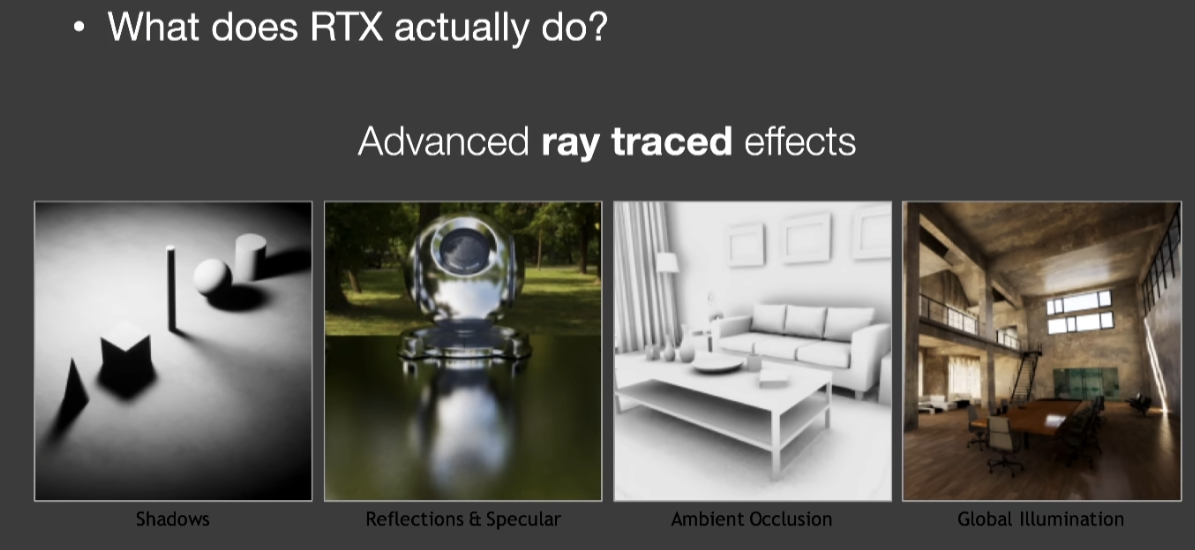 • What does RTX actually do?
Advanced ray traced effects
Shadows
Reflections & Specular
Ambient Occlusion
Global Illumination